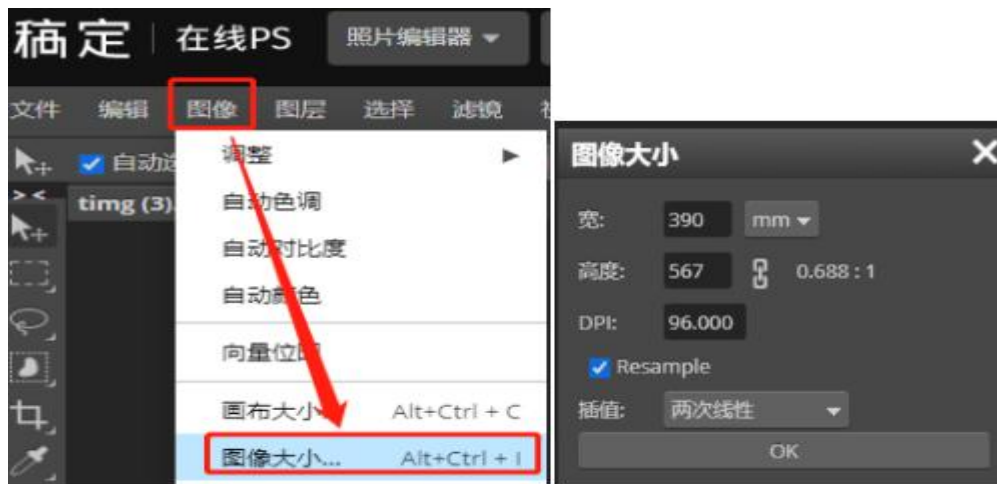 稿定 在线PS 照片编辑器
文件 编辑 图像 图层 选择 滤镜
自动
timg (3).
调整
自动色调
自动对比度
自动颜色
向量位图
画布大小 Alt+Ctrl + C
图像大小... Alt+Ctrl + I
图像大小
宽: 390 mm
高度: 567 0.688 : 1
DPI: 96.000
Resample
插值: 两次线性
OK